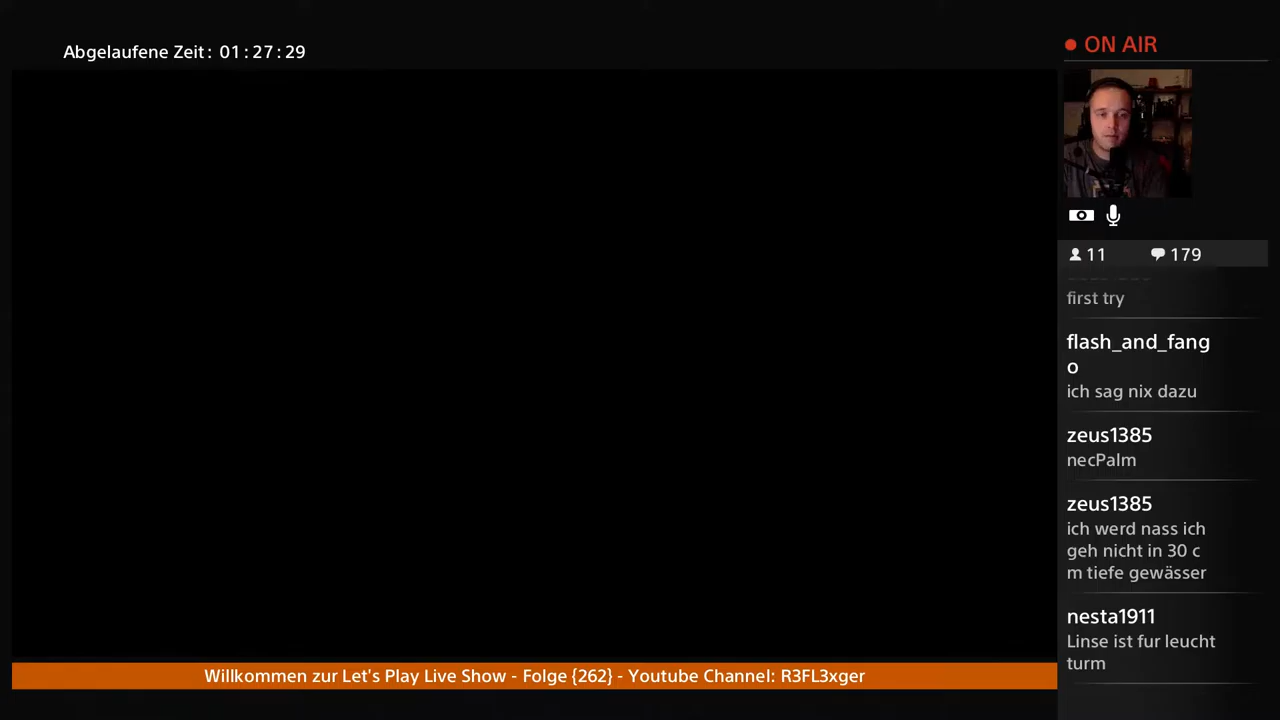 Abgelaufene Zeit: 01:27:29
ON AIR
11 179
first try
flash_and_fang
o
ich sag nix dazu
zeus1385
necPalm
zeus1385
ich werd nass ich
geh nicht in 30 c
m tiefe gewässer
nesta1911
Linse ist fur leucht
turm
Willkommen zur Let's Play Live Show - Folge {262} - Youtube Channel: R3FL3xger